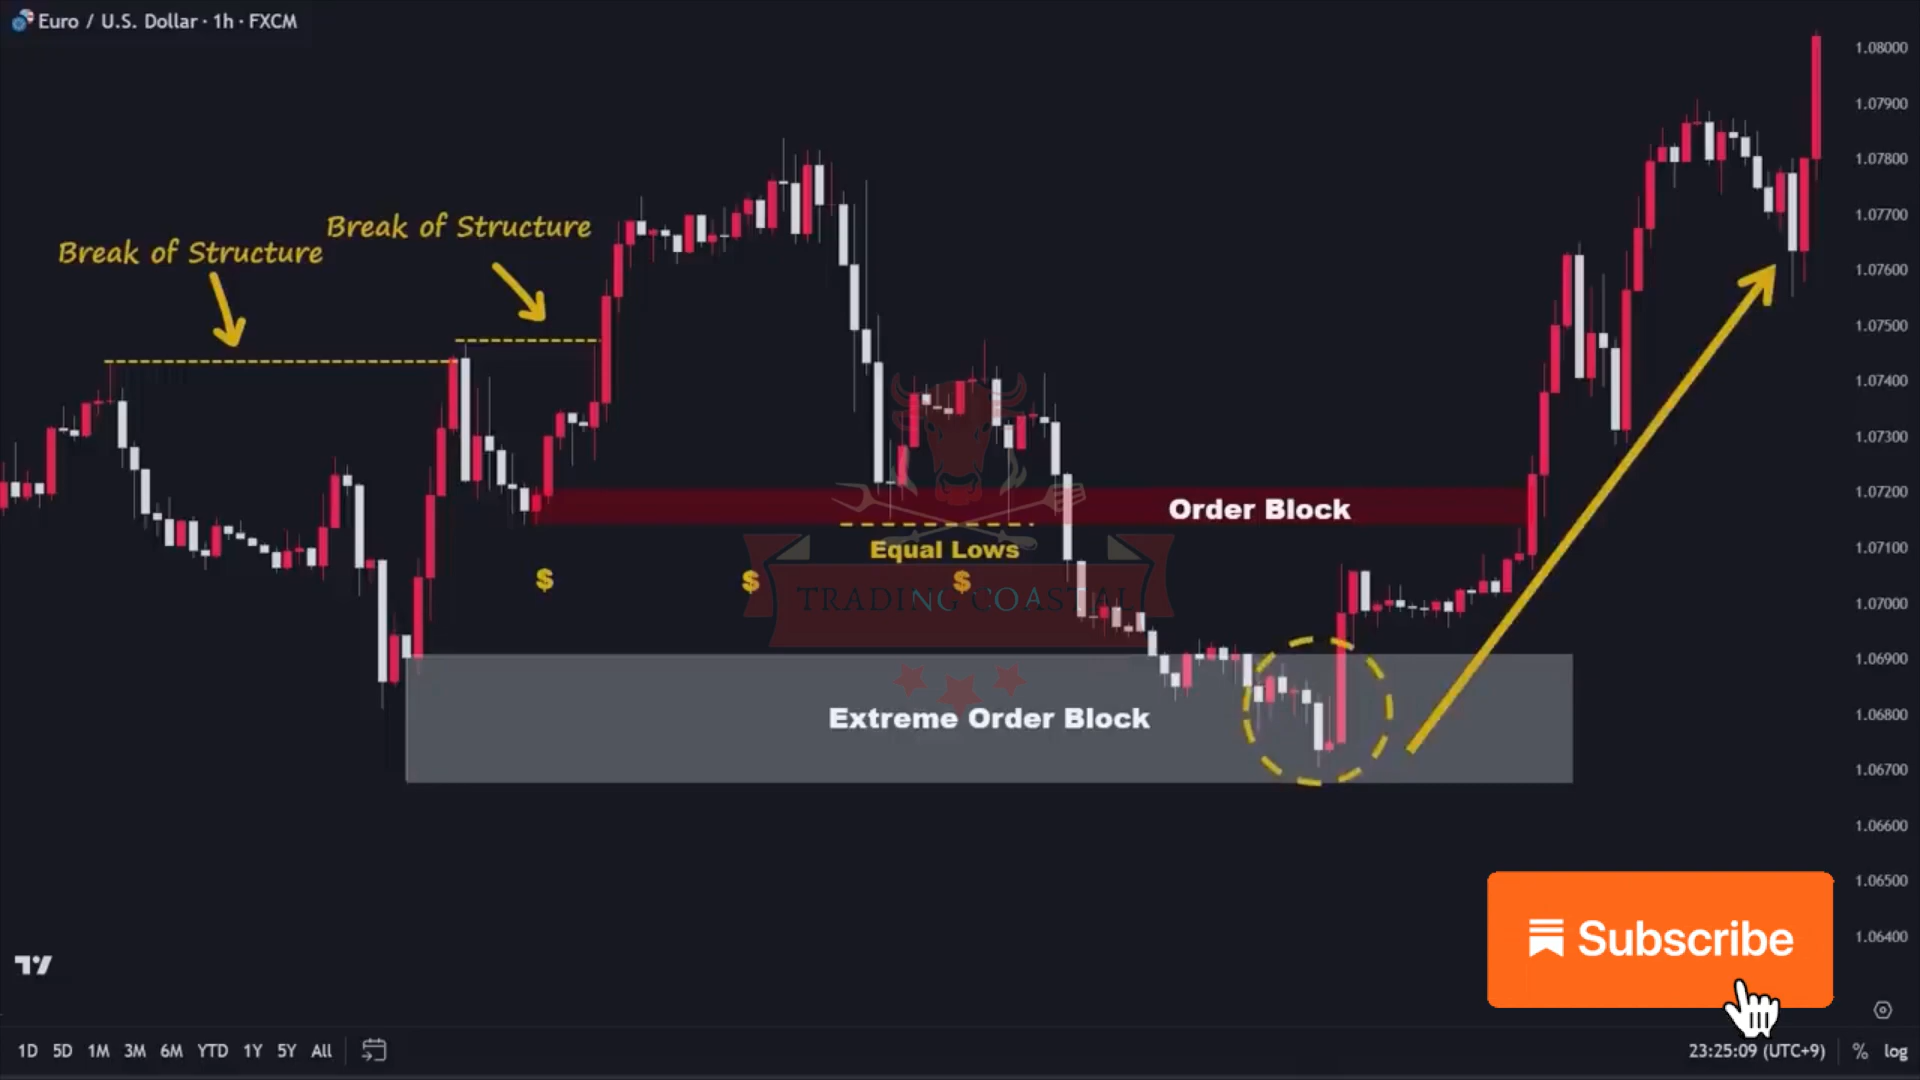 Euro / U.S. Dollar · 1h · FXCM
1.08000
1.07900
1.07800
1.07700
1.07600
1.07500
1.07400
1.07300
1.07200
1.07100
1.07000
1.06900
1.06800
1.06700
1.06600
1.06500
1.06400
Break of Structure
Break of Structure
Order Block
Equal Lows
$ $ $
TRADING COASTAL
Extreme Order Block
Subscribe
1D 5D 1M 3M 6M YTD 1Y 5Y All
23:25:09 (UTC+9) % log